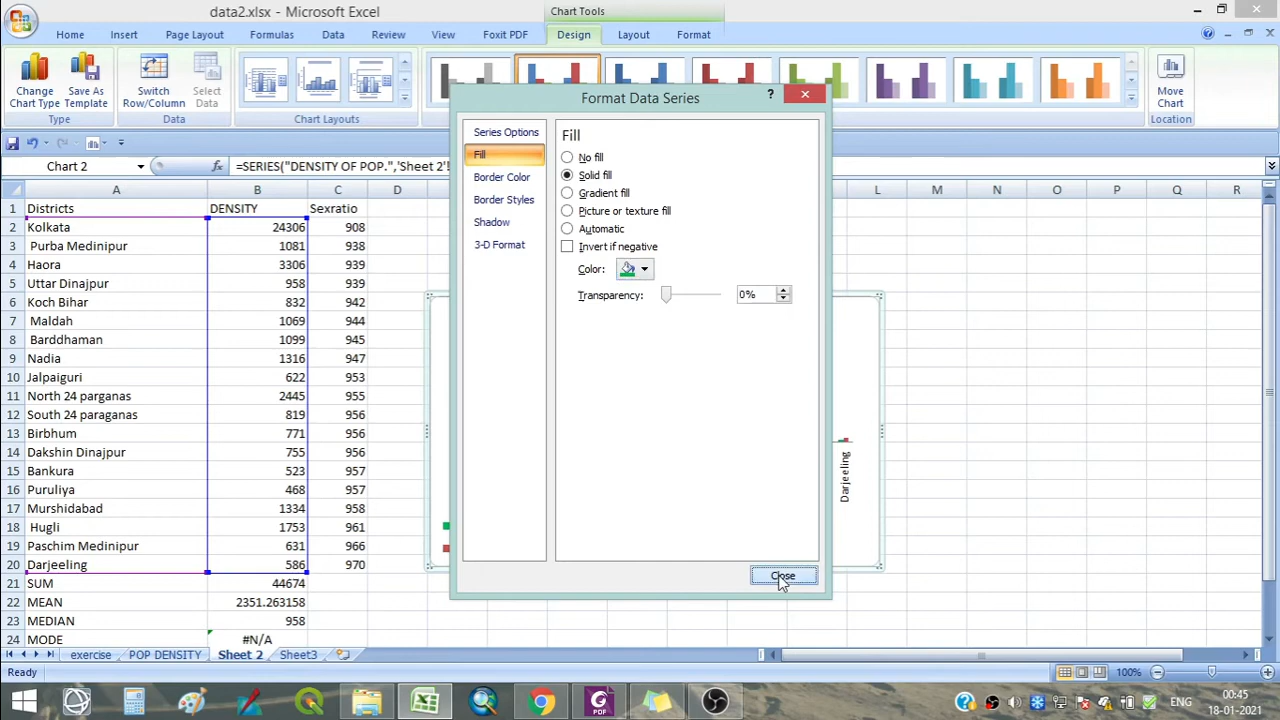 data2.xlsx - Microsoft Excel
Chart Tools
Home Insert Page Layout Formulas Data Review View Foxit PDF Design Layout Format
Change Chart Type
Save As Template
Switch Row/Column
Select Data
Move Chart
Type Data Chart Layouts Location
Chart 2 fx =SERIES("DENSITY OF POP.",'Sheet 2'!
A B C D L M N O P Q R
1 Districts DENSITY Sexratio
2 Kolkata 24306 908
3 Purba Medinipur 1081 938
4 Haora 3306 939
5 Uttar Dinajpur 958 939
6 Koch Bihar 832 942
7 Maldah 1069 944
8 Barddhaman 1099 945
9 Nadia 1316 947
10 Jalpaiguri 622 953
11 North 24 parganas 2445 955
12 South 24 paraganas 819 956
13 Birbhum 771 956
14 Dakshin Dinajpur 755 956
15 Bankura 523 957
16 Puruliya 468 957
17 Murshidabad 1334 958
18 Hugli 1753 961
19 Paschim Medinipur 631 966
20 Darjeeling 586 970
21 SUM 44674
22 MEAN 2351.263158
23 MEDIAN 958
24 MODE #N/A
Format Data Series
?
Series Options
Fill
Border Color
Border Styles
Shadow
3-D Format
Fill
No fill
Solid fill
Gradient fill
Picture or texture fill
Automatic
Invert if negative
Color:
Transparency: 0%
Close
Darjeeling
exercise POP DENSITY Sheet 2 Sheet3
Ready 100%
PDF
ENG
00:45
18-01-2021